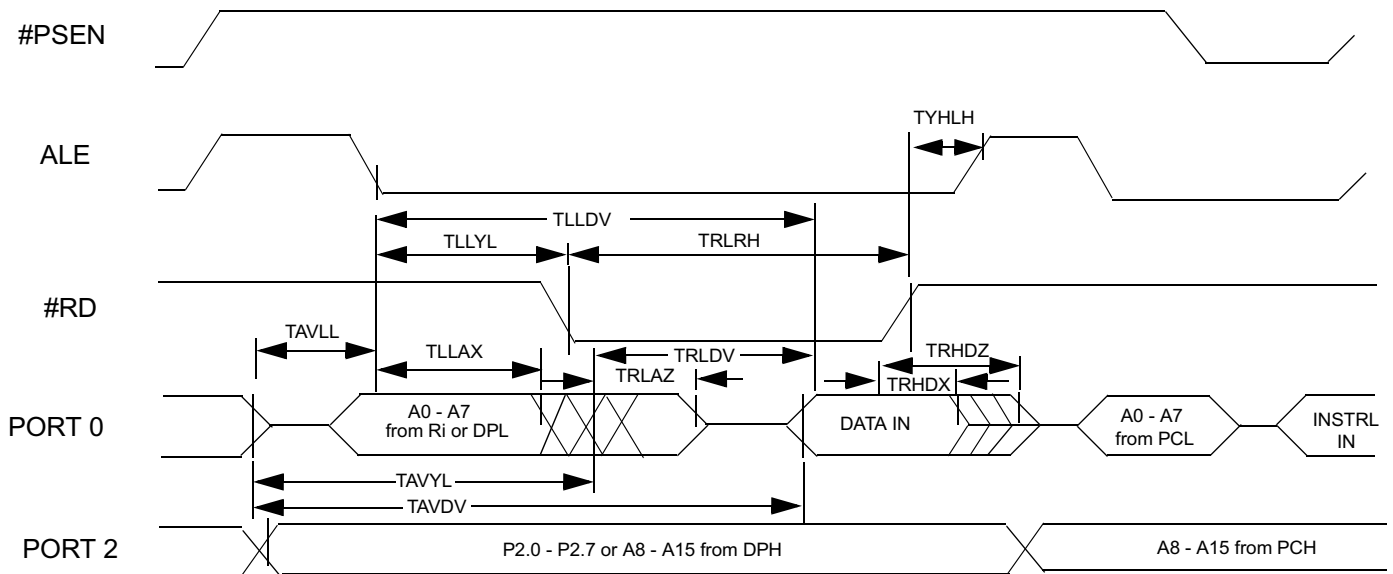 #PSEN
TYHLH
ALE
TLLDV
TLLYL
TRLRH
#RD
TAVLL
TLLAX
TRLDV
TRHDZ
TRLAZ
TRHDX
PORT 0
A0 - A7
from Ri or DPL
DATA IN
A0 - A7
from PCL
INSTRL
IN
TAVYL
TAVDV
PORT 2
P2.0 - P2.7 or A8 - A15 from DPH
A8 - A15 from PCH